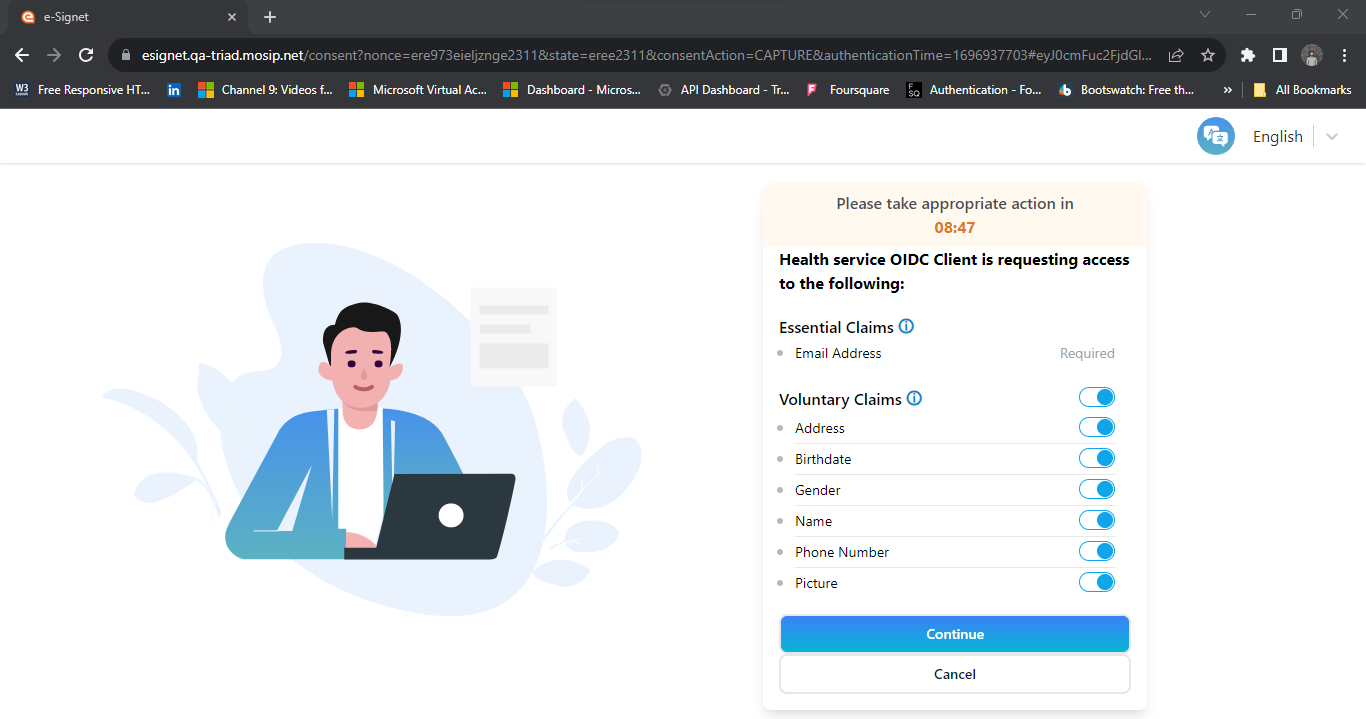 e-Signet
esignet.qa-triad.mosip.net/consent?nonce=ere973eieljznge2311&state=eree2311&consentAction=CAPTURE&authenticationTime=1696937703#eyJ0cmFuc2FjdGl...
Free Responsive HT... Channel 9: Videos f... Microsoft Virtual Ac... Dashboard - Micros... API Dashboard - Tr... Foursquare Authentication - Fo... Bootswatch: Free th... » All Bookmarks
English
Please take appropriate action in
08:47
Health service OIDC Client is requesting access
to the following:
Essential Claims
Email Address Required
Voluntary Claims
Address
Birthdate
Gender
Name
Phone Number
Picture
Continue
Cancel